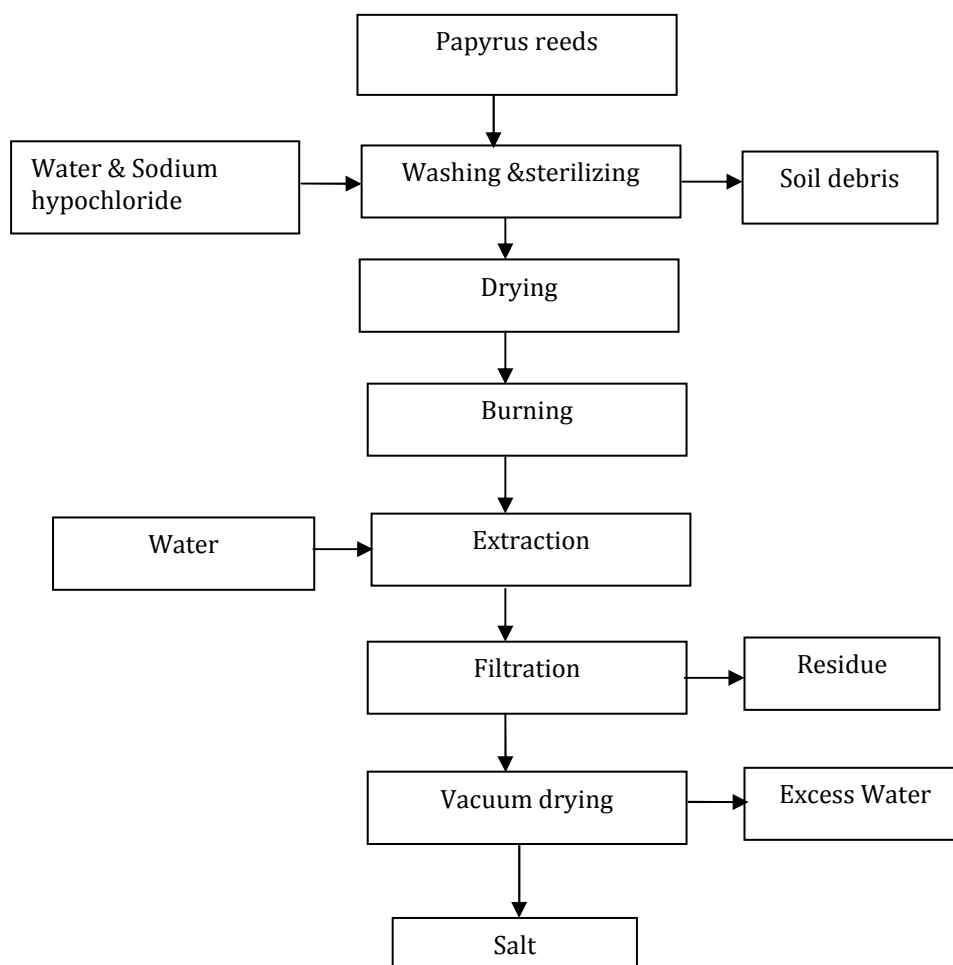 Papyrus reeds
Water & Sodium
hypochloride
Washing &sterilizing
Soil debris
Drying
Burning
Water
Extraction
Filtration
Residue
Vacuum drying
Excess Water
Salt